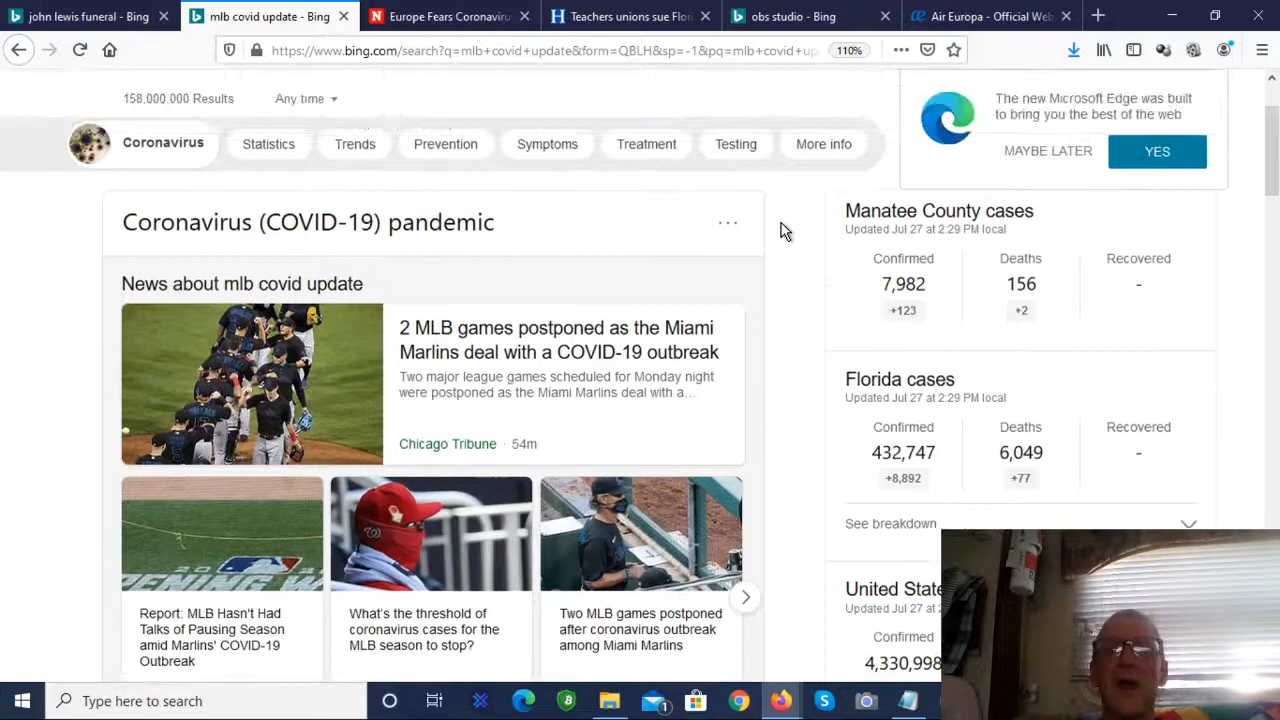 john lewis funeral - Bing
mlb covid update - Bing
Europe Fears Coronavirus
Teachers unions sue Flor
obs studio - Bing
Air Europa - Official Web
https://www.bing.com/search?q=mlb+covid+update&form=QBLH&sp=-1&pq=mlb+covid+up
110%
158,000,000 Results
Any time
The new Microsoft Edge was built
to bring you the best of the web
MAYBE LATER
YES
Coronavirus
Statistics
Trends
Prevention
Symptoms
Treatment
Testing
More info
Coronavirus (COVID-19) pandemic
News about mlb covid update
2 MLB games postponed as the Miami
Marlins deal with a COVID-19 outbreak
Two major league games scheduled for Monday night
were postponed as the Miami Marlins deal with a…
Chicago Tribune · 54m
OPENING
Report: MLB Hasn't Had
Talks of Pausing Season
amid Marlins' COVID-19
Outbreak
What's the threshold of
coronavirus cases for the
MLB season to stop?
Two MLB games postponed
after coronavirus outbreak
among Miami Marlins
Manatee County cases
Updated Jul 27 at 2:29 PM local
Confirmed
Deaths
Recovered
7,982
156
-
+123
+2
Florida cases
Updated Jul 27 at 2:29 PM local
Confirmed
Deaths
Recovered
432,747
6,049
-
+8,892
+77
See breakdown
United State
Updated Jul 27 at 2
Confirmed
4,330,998
Type here to search
1